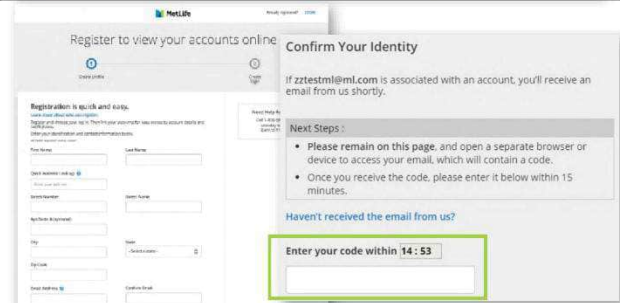 MetLife
Already registered? LOGIN
Register to view your accounts online
1
2
Create profile
Create login
Registration is quick and easy.
First Name
Last Name
Street Number
Street Name
City
State
Zip Code
Email Address
Confirm Email
Confirm Your Identity
If zztestml@ml.com is associated with an account, you'll receive an
email from us shortly.
Next Steps :
• Please remain on this page, and open a separate browser or
device to access your email, which will contain a code.
• Once you receive the code, please enter it below within 15
minutes.
Haven't received the email from us?
Enter your code within 14 : 53